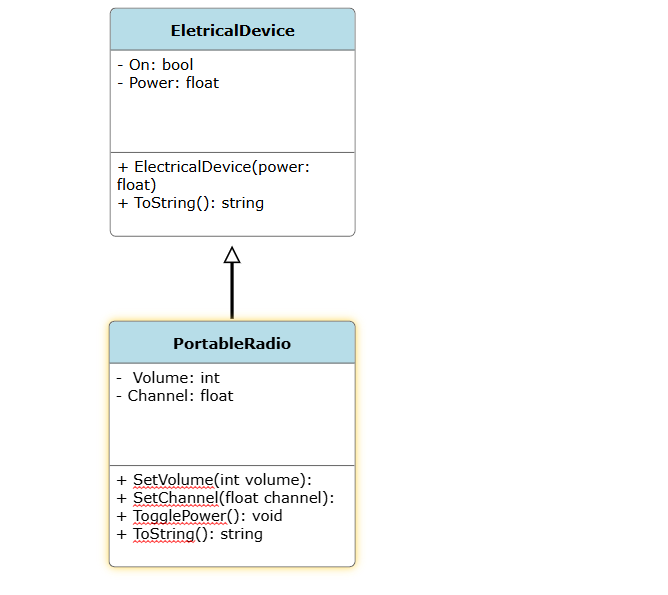 EletricalDevice
- On: bool
- Power: float
+ ElectricalDevice(power:
float)
+ ToString(): string
PortableRadio
-  Volume: int
- Channel: float
+ SetVolume(int volume):
+ SetChannel(float channel):
+ TogglePower(): void
+ ToString(): string